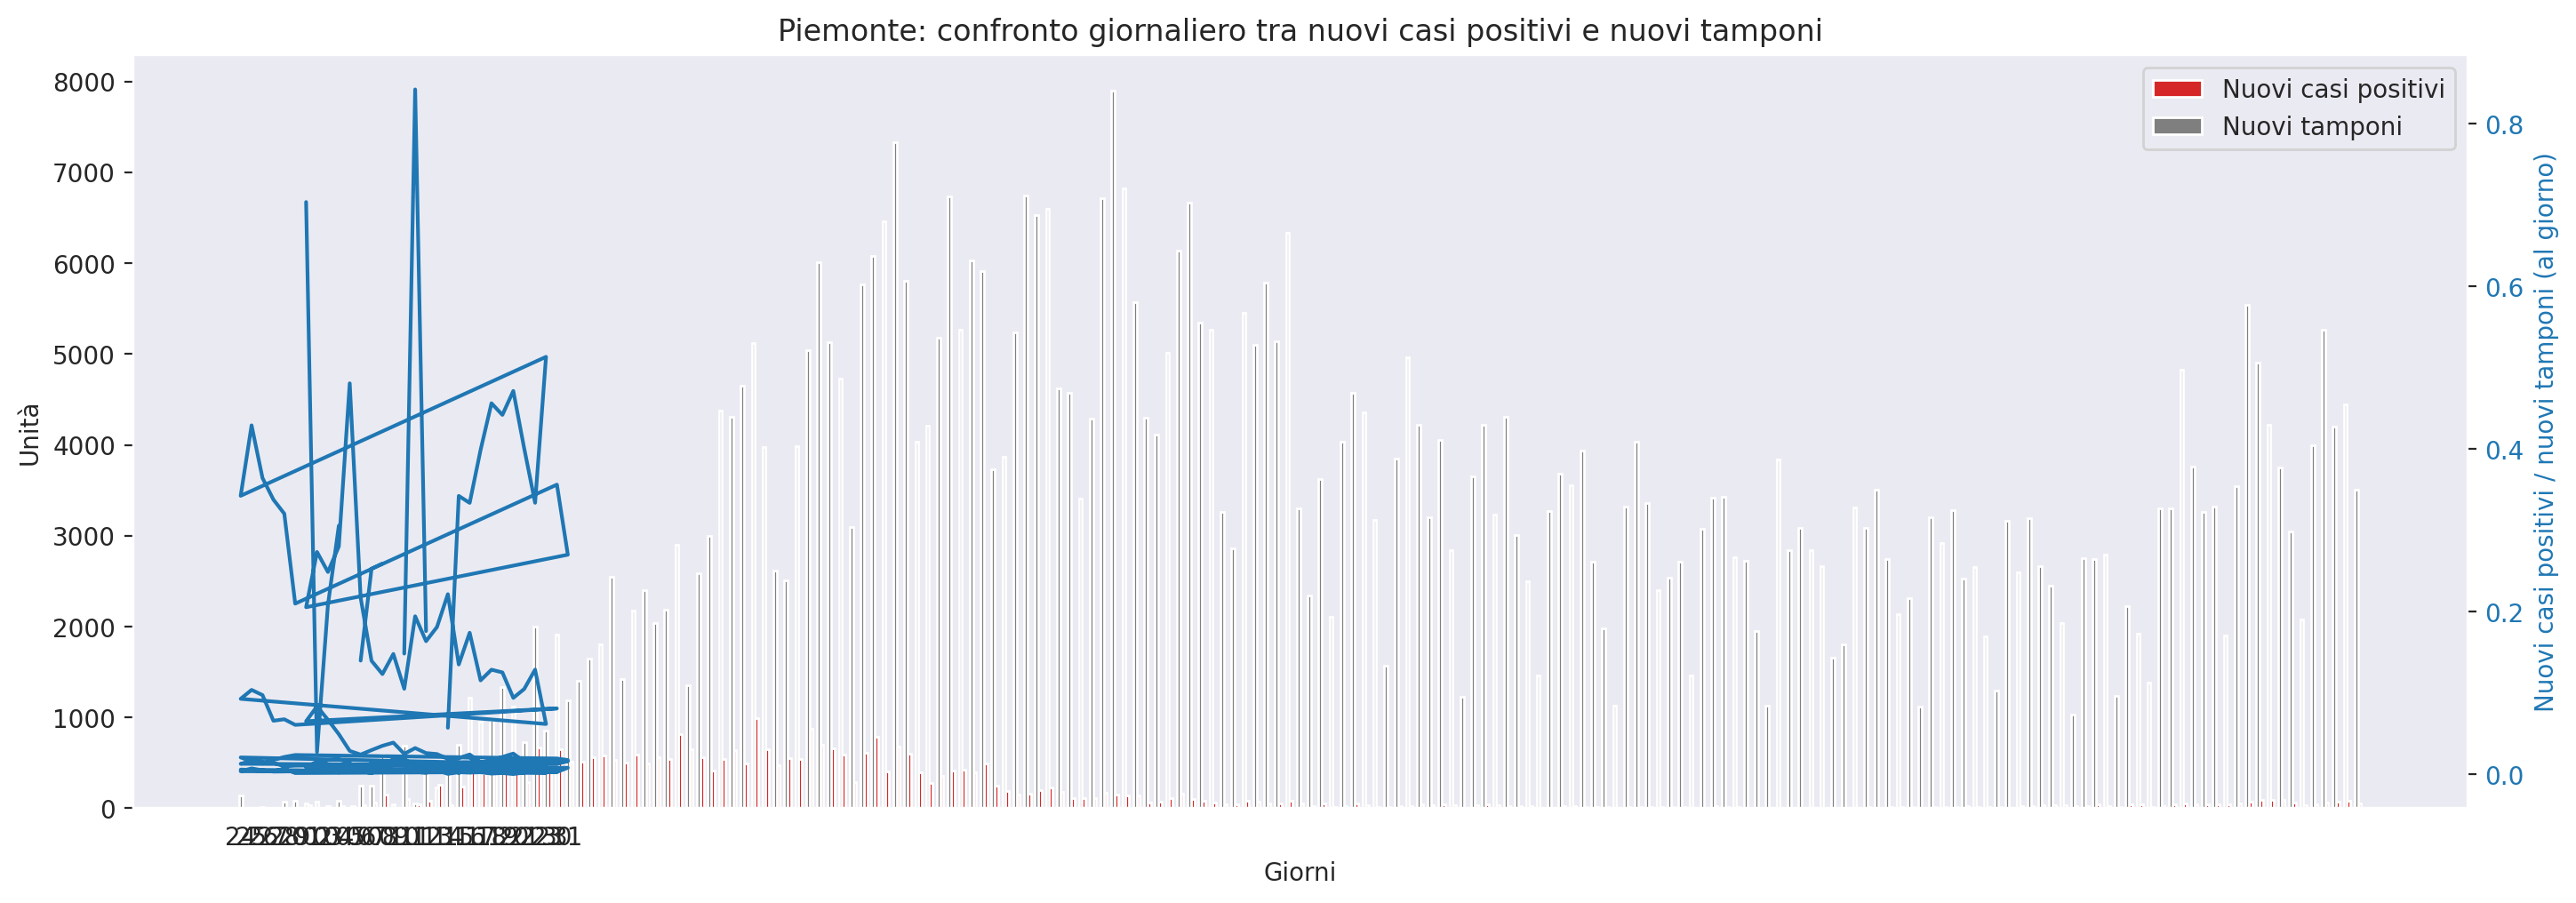 Piemonte: confronto giornaliero tra nuovi casi positivi e nuovi tamponi
Nuovi casi positivi
Nuovi tamponi
8000
7000
6000
5000
4000
3000
2000
1000
0
Unità
0.8
0.6
0.4
0.2
0.0
Nuovi casi positivi / nuovi tamponi (al giorno)
Giorni